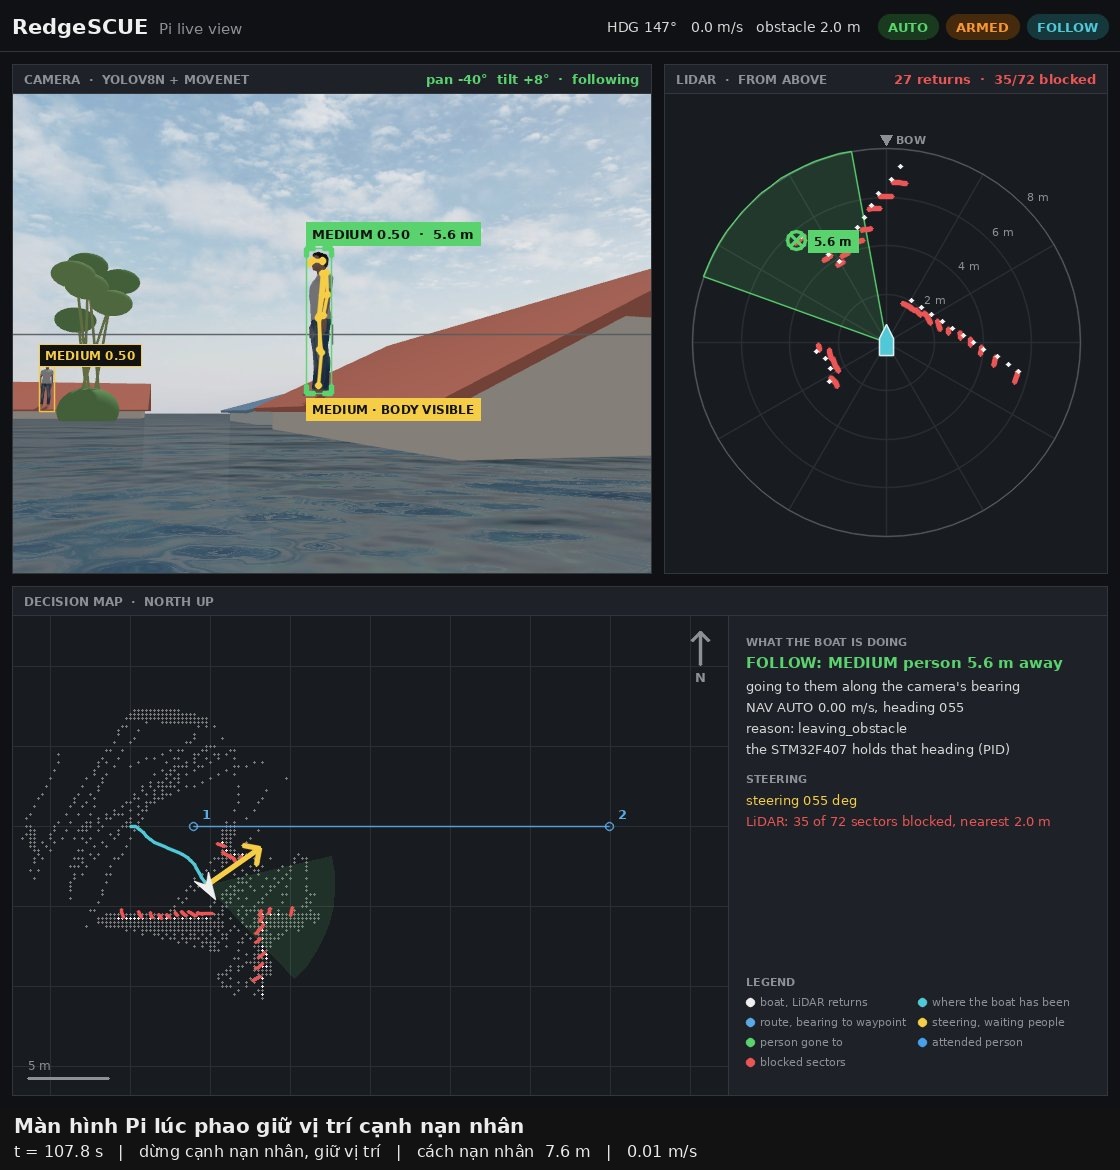 RedgeSCUE Pi live view
HDG 147° 0.0 m/s obstacle 2.0 m AUTO ARMED FOLLOW
CAMERA · YOLOV8N + MOVENET pan -40° tilt +8° · following
MEDIUM 0.50 · 5.6 m
MEDIUM 0.50
MEDIUM · BODY VISIBLE
LIDAR · FROM ABOVE 27 returns · 35/72 blocked
BOW
8 m
6 m
5.6 m
4 m
2 m
DECISION MAP · NORTH UP
N
1
2
5 m
WHAT THE BOAT IS DOING
FOLLOW: MEDIUM person 5.6 m away
going to them along the camera's bearing
NAV AUTO 0.00 m/s, heading 055
reason: leaving_obstacle
the STM32F407 holds that heading (PID)
STEERING
steering 055 deg
LiDAR: 35 of 72 sectors blocked, nearest 2.0 m
LEGEND
boat, LiDAR returns where the boat has been
route, bearing to waypoint steering, waiting people
person gone to attended person
blocked sectors
Màn hình Pi lúc phao giữ vị trí cạnh nạn nhân
t = 107.8 s | dừng cạnh nạn nhân, giữ vị trí | cách nạn nhân 7.6 m | 0.01 m/s